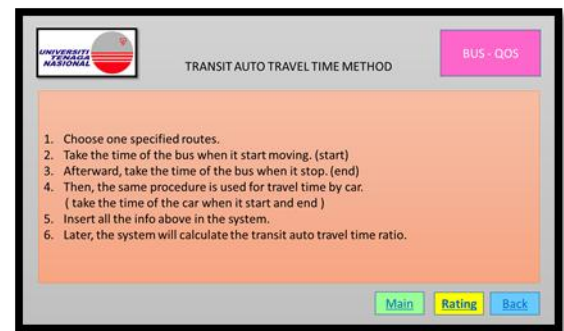 UNIVERSITI
TENAGA
NASIONAL
TRANSIT AUTO TRAVEL TIME METHOD
BUS - QOS
1. Choose one specified routes.
2. Take the time of the bus when it start moving. (start)
3. Afterward, take the time of the bus when it stop. (end)
4. Then, the same procedure is used for travel time by car.
( take the time of the car when it start and end )
5. Insert all the info above in the system.
6. Later, the system will calculate the transit auto travel time ratio.
Main
Rating
Back